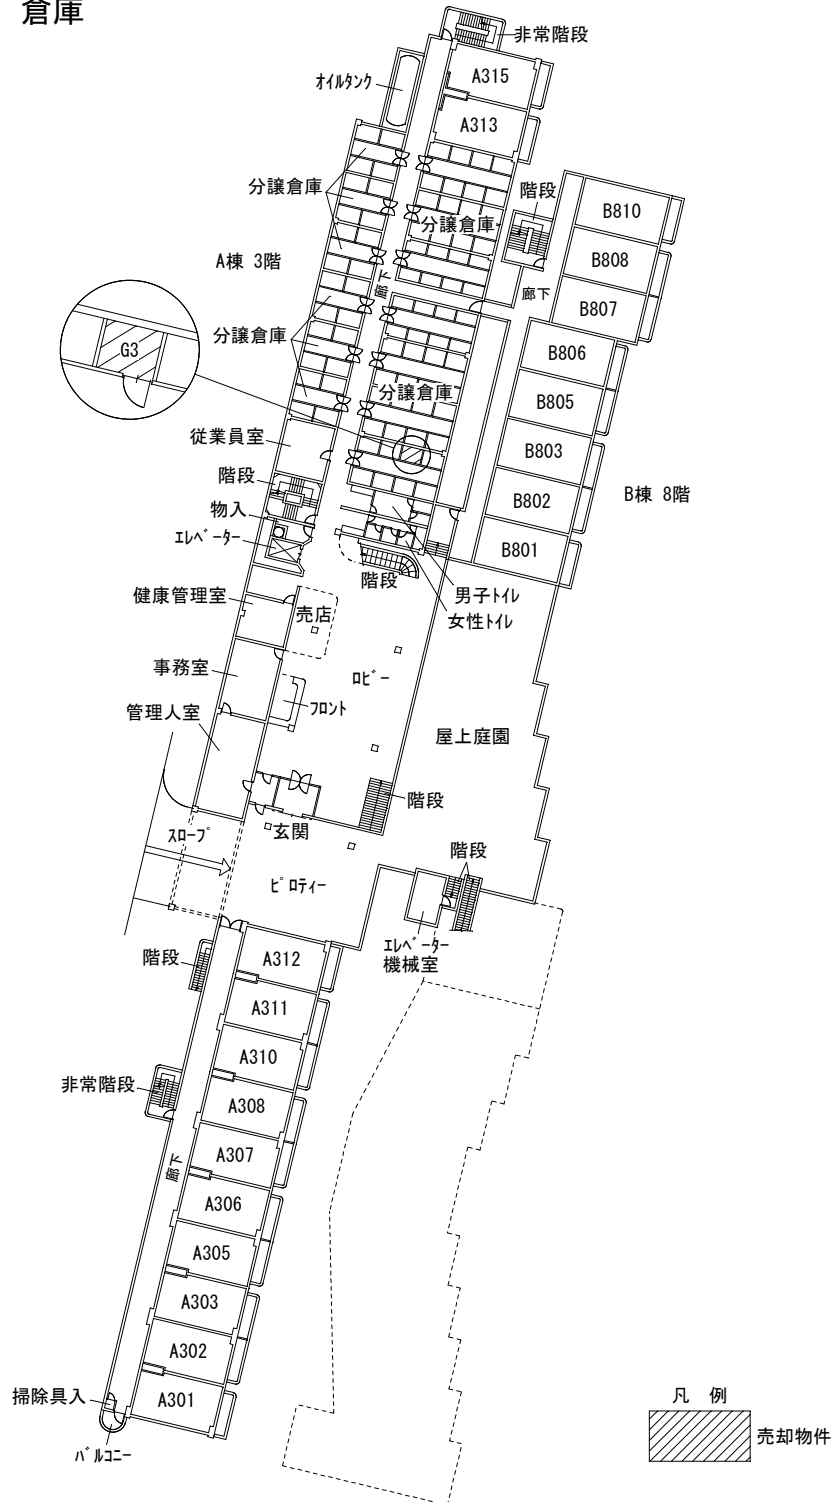 倉庫
非常階段
A315
オイルタンク
A313
分譲倉庫
階段
B810
分譲倉庫
A棟 3階
B808
廊下
廊下
B807
G3
分譲倉庫
B806
分譲倉庫
B805
従業員室
B803
階段
B802
B棟 8階
物入
エレベーター
B801
階段
男子トイレ
健康管理室
売店
女性トイレ
事務室
ロビー
フロント
管理人室
屋上庭園
階段
スロープ
玄関
階段
ピロティー
エレベーター
機械室
階段
A312
A311
A310
非常階段
A308
A307
廊下
A306
A305
A303
A302
掃除具入
A301
バルコニー
凡 例
売却物件